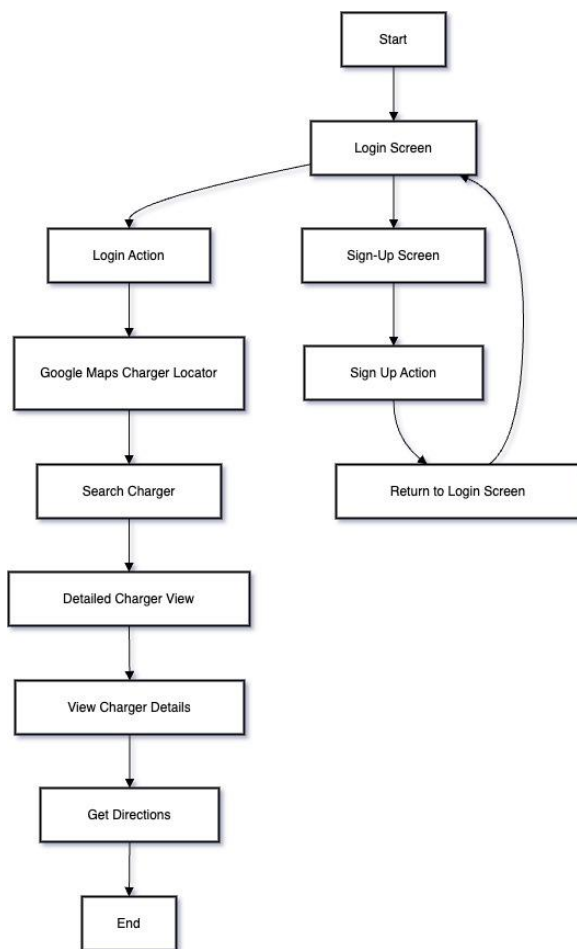 Start
Login Screen
Login Action
Sign-Up Screen
Google Maps Charger Locator
Sign Up Action
Search Charger
Return to Login Screen
Detailed Charger View
View Charger Details
Get Directions
End